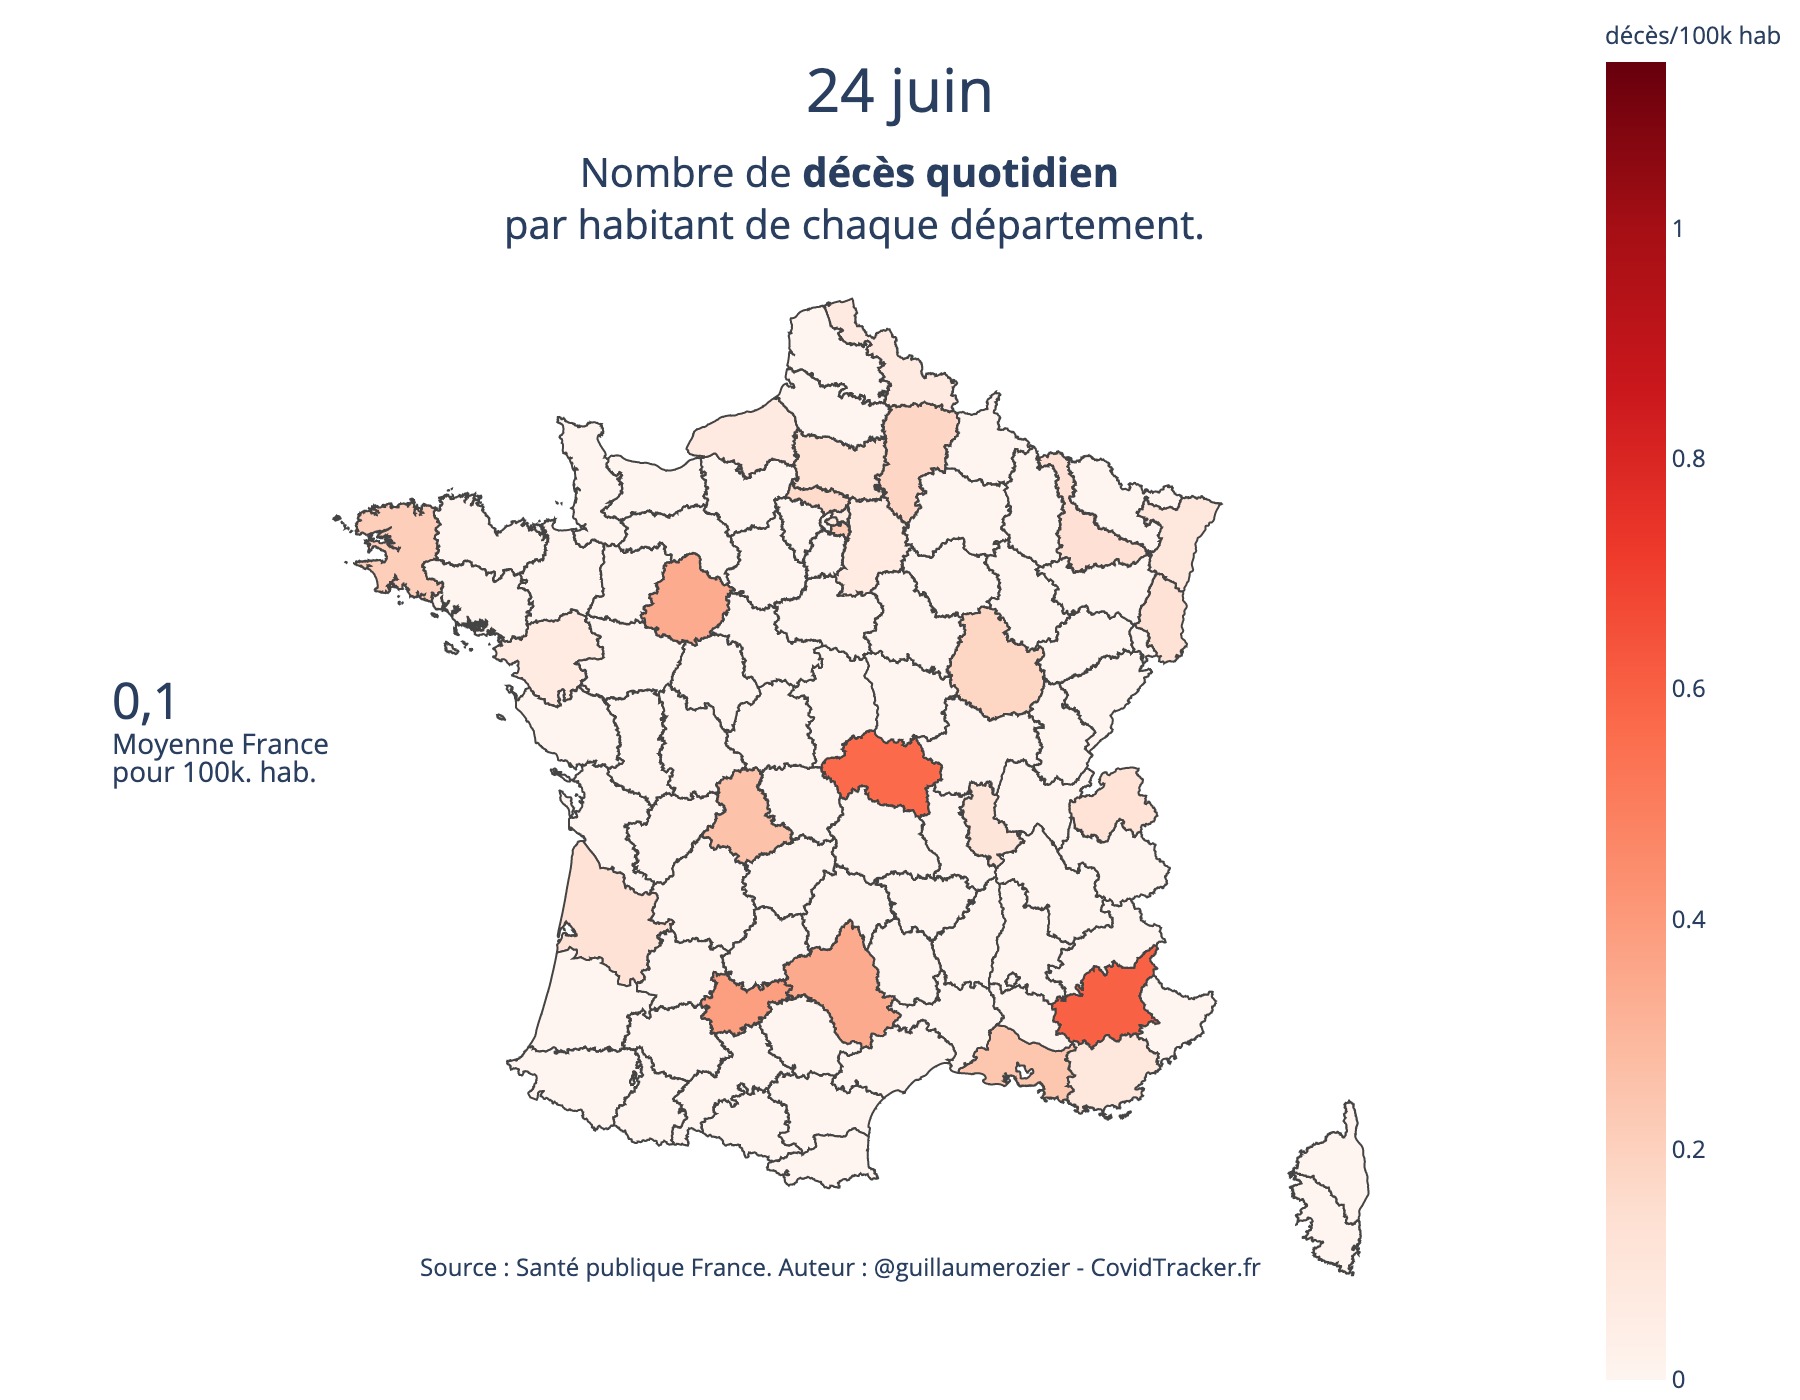 décès/100k hab
24 juin
Nombre de décès quotidien
par habitant de chaque département.
1
0.8
0,1
Moyenne France
pour 100k. hab.
0.6
0.4
0.2
Source : Santé publique France. Auteur : @guillaumerozier - CovidTracker.fr
0